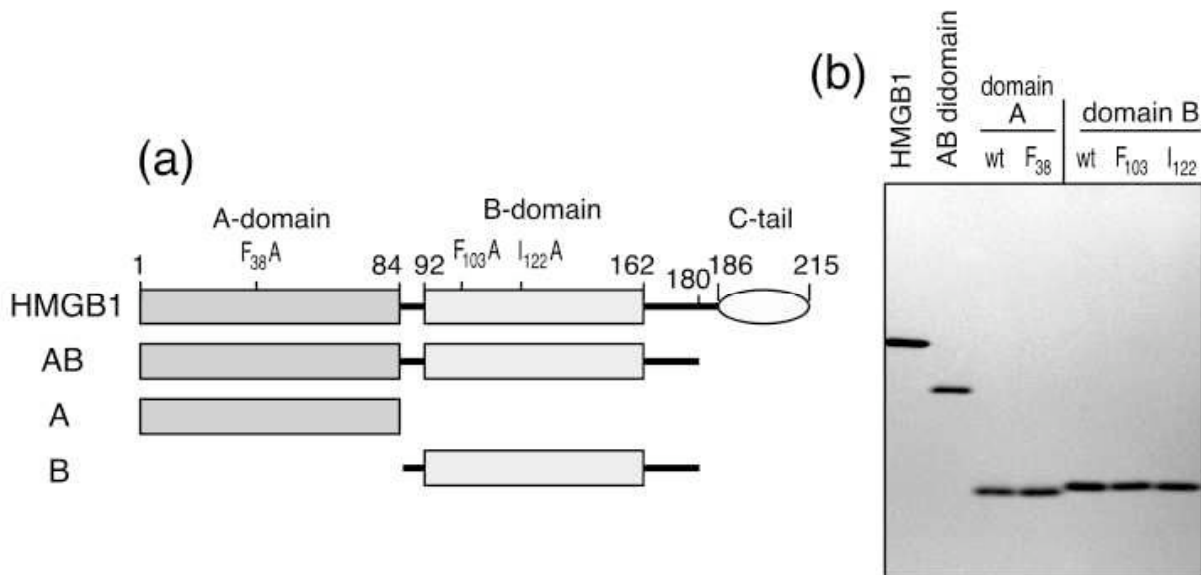 (a)
A-domain B-domain C-tail
F38A F103A I122A
1 84 92 162 180 186 215
HMGB1
AB
A
B
(b)
HMGB1
AB didomain
domain A
domain B
wt F38 wt F103 I122